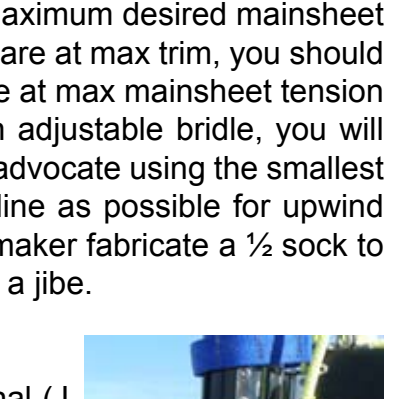 aximum desired mainsheet
are at max trim, you should
e at max mainsheet tension
adjustable bridle, you will
advocate using the smallest
line as possible for upwind
maker fabricate a ½ sock to
a jibe.
nal ( I